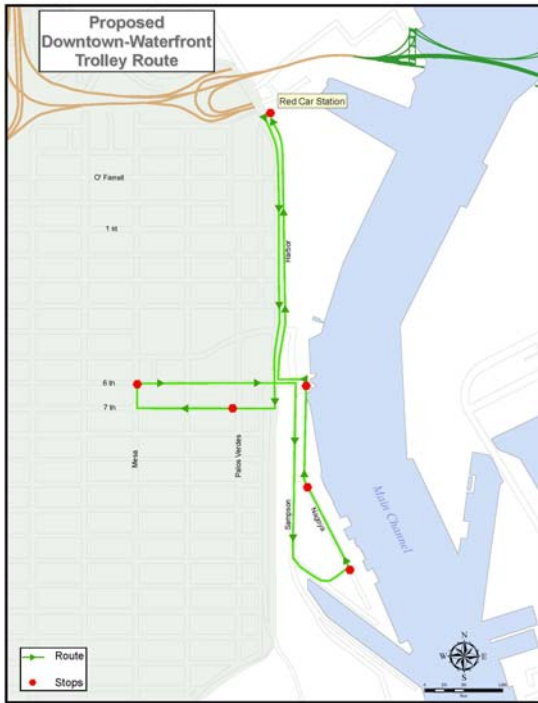 Proposed
Downtown-Waterfront
Trolley Route
Red Car Station
O' Farrell
1 st
Harbor
6 th
7 th
Mesa
Palos Verdes
Sampson
Nagoya
Main Channel
Route
Stops
N
W
E
S